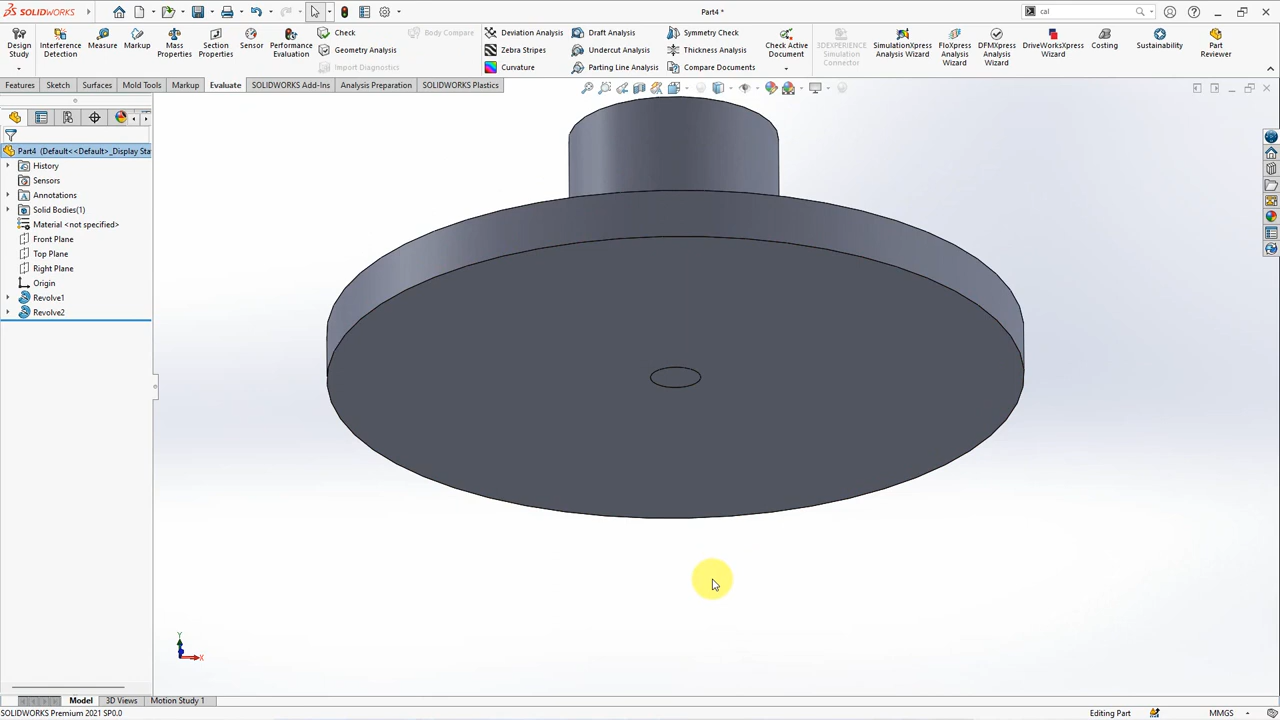 SOLIDWORKS
Part4 *
cal
Design Study
Interference Detection
Measure
Markup
Mass Properties
Section Properties
Sensor
Performance Evaluation
Check
Geometry Analysis
Import Diagnostics
Body Compare
Deviation Analysis
Zebra Stripes
Curvature
Draft Analysis
Undercut Analysis
Parting Line Analysis
Symmetry Check
Thickness Analysis
Compare Documents
Check Active Document
3DEXPERIENCE Simulation Connector
SimulationXpress Analysis Wizard
FloXpress Analysis Wizard
DFMXpress Analysis Wizard
DriveWorksXpress Wizard
Costing
Sustainability
Part Reviewer
Features
Sketch
Surfaces
Mold Tools
Markup
Evaluate
SOLIDWORKS Add-Ins
Analysis Preparation
SOLIDWORKS Plastics
Part4 (Default<<Default>_Display Sta
History
Sensors
Annotations
Solid Bodies(1)
Material <not specified>
Front Plane
Top Plane
Right Plane
Origin
Revolve1
Revolve2
Y
X
Model
3D Views
Motion Study 1
SOLIDWORKS Premium 2021 SP0.0
Editing Part
MMGS